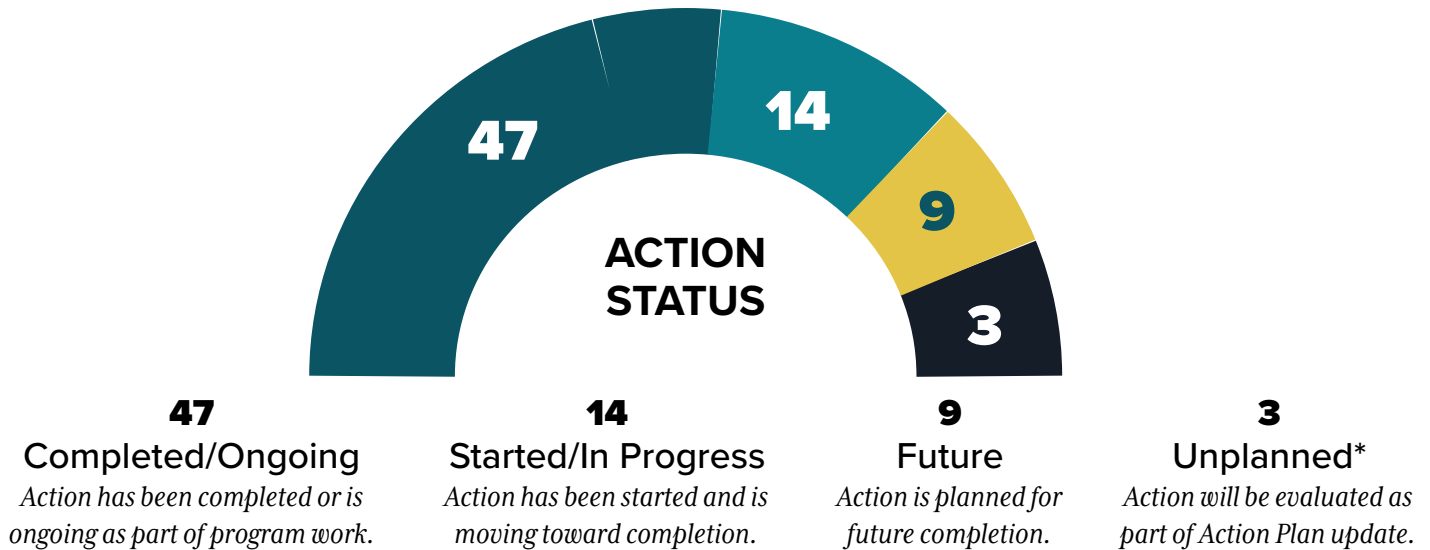 47
14
9
3
ACTION
STATUS
47
Completed/Ongoing
Action has been completed or is
ongoing as part of program work.
14
Started/In Progress
Action has been started and is
moving toward completion.
9
Future
Action is planned for
future completion.
3
Unplanned*
Action will be evaluated as
part of Action Plan update.